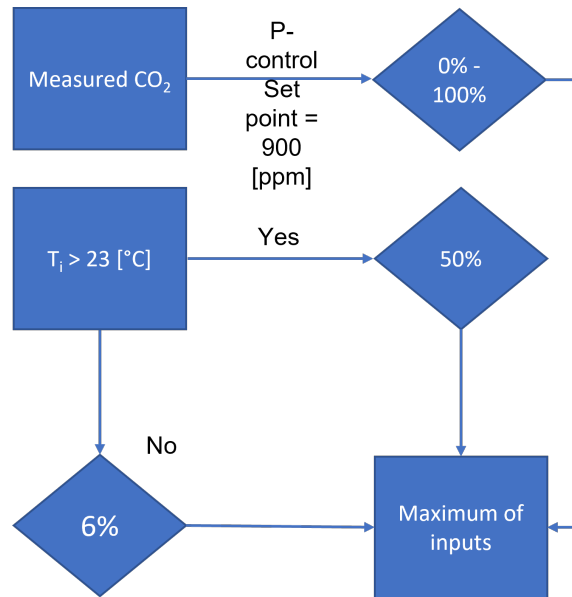 Measured CO₂
P-
control
Set
point =
900
[ppm]
0% -
100%
Tᵢ > 23 [°C]
Yes
50%
No
6%
Maximum of
inputs